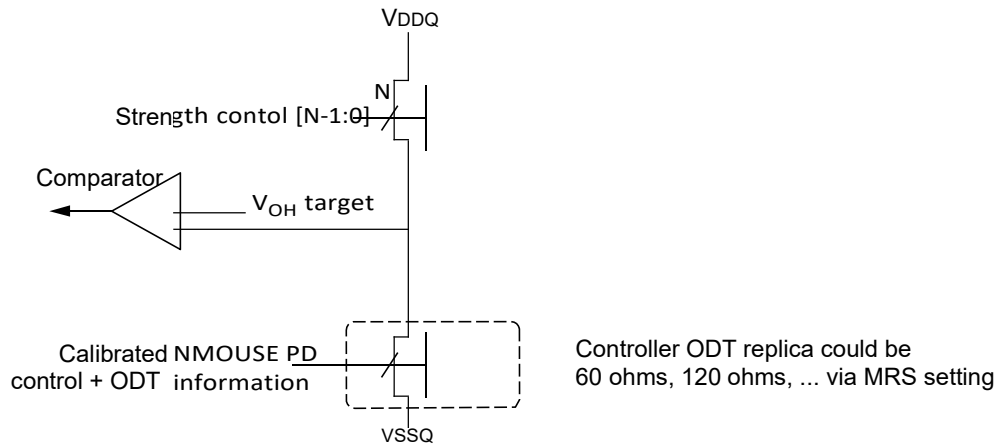 VDDQ
N
Strength contol [N-1:0]
Comparator
VOH target
Calibrated NMOUSE PD
control + ODT information
Controller ODT replica could be
60 ohms, 120 ohms, ... via MRS setting
VSSQ